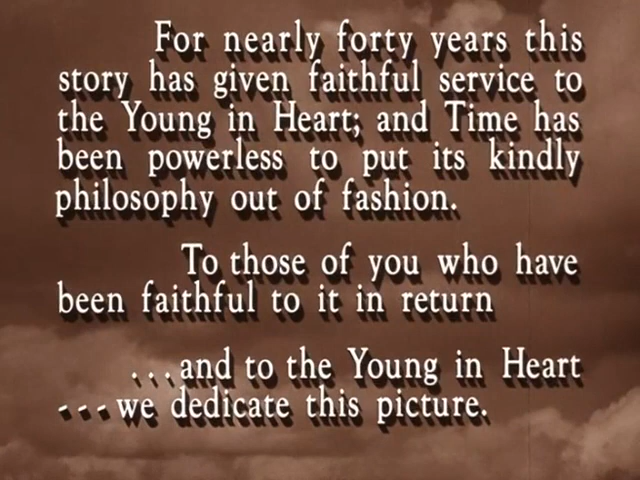 For nearly forty years this
story has given faithful service to
the Young in Heart; and Time has
been powerless to put its kindly
philosophy out of fashion.
To those of you who have
been faithful to it in return
...and to the Young in Heart
---we dedicate this picture.